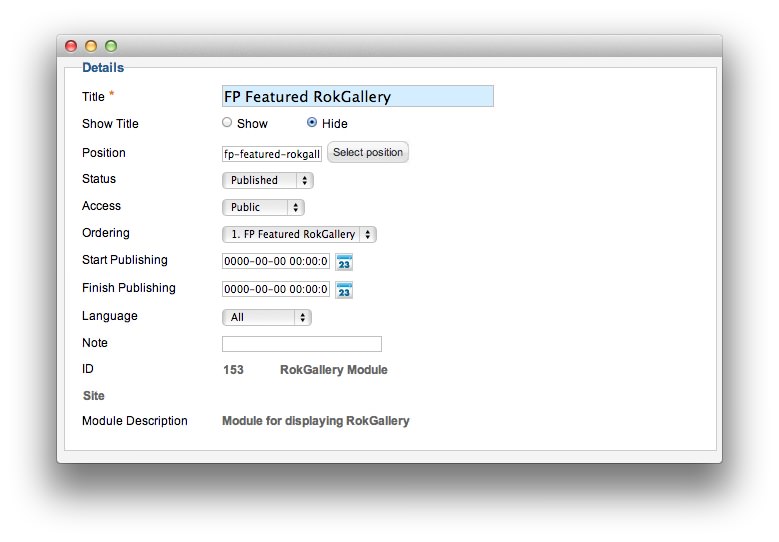 Details
Title * FP Featured RokGallery
Show Title Show Hide
Position fp-featured-rokgall Select position
Status Published
Access Public
Ordering 1. FP Featured RokGallery
Start Publishing 0000-00-00 00:00:0 23
Finish Publishing 0000-00-00 00:00:0 23
Language All
Note
ID 153 RokGallery Module
Site
Module Description Module for displaying RokGallery